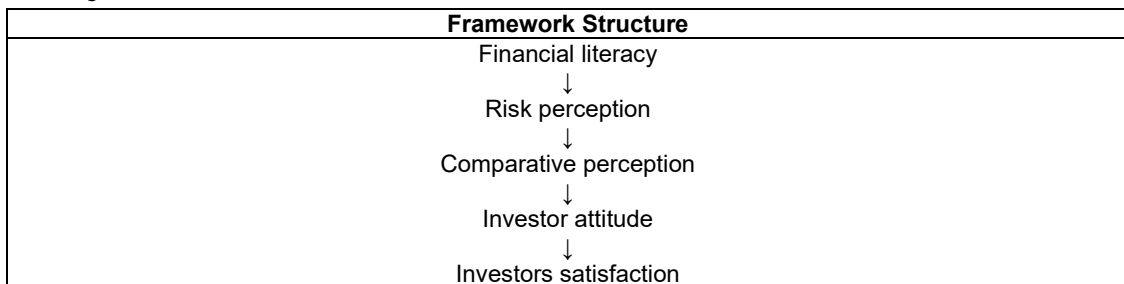 Framework Structure
Financial literacy
↓
Risk perception
↓
Comparative perception
↓
Investor attitude
↓
Investors satisfaction